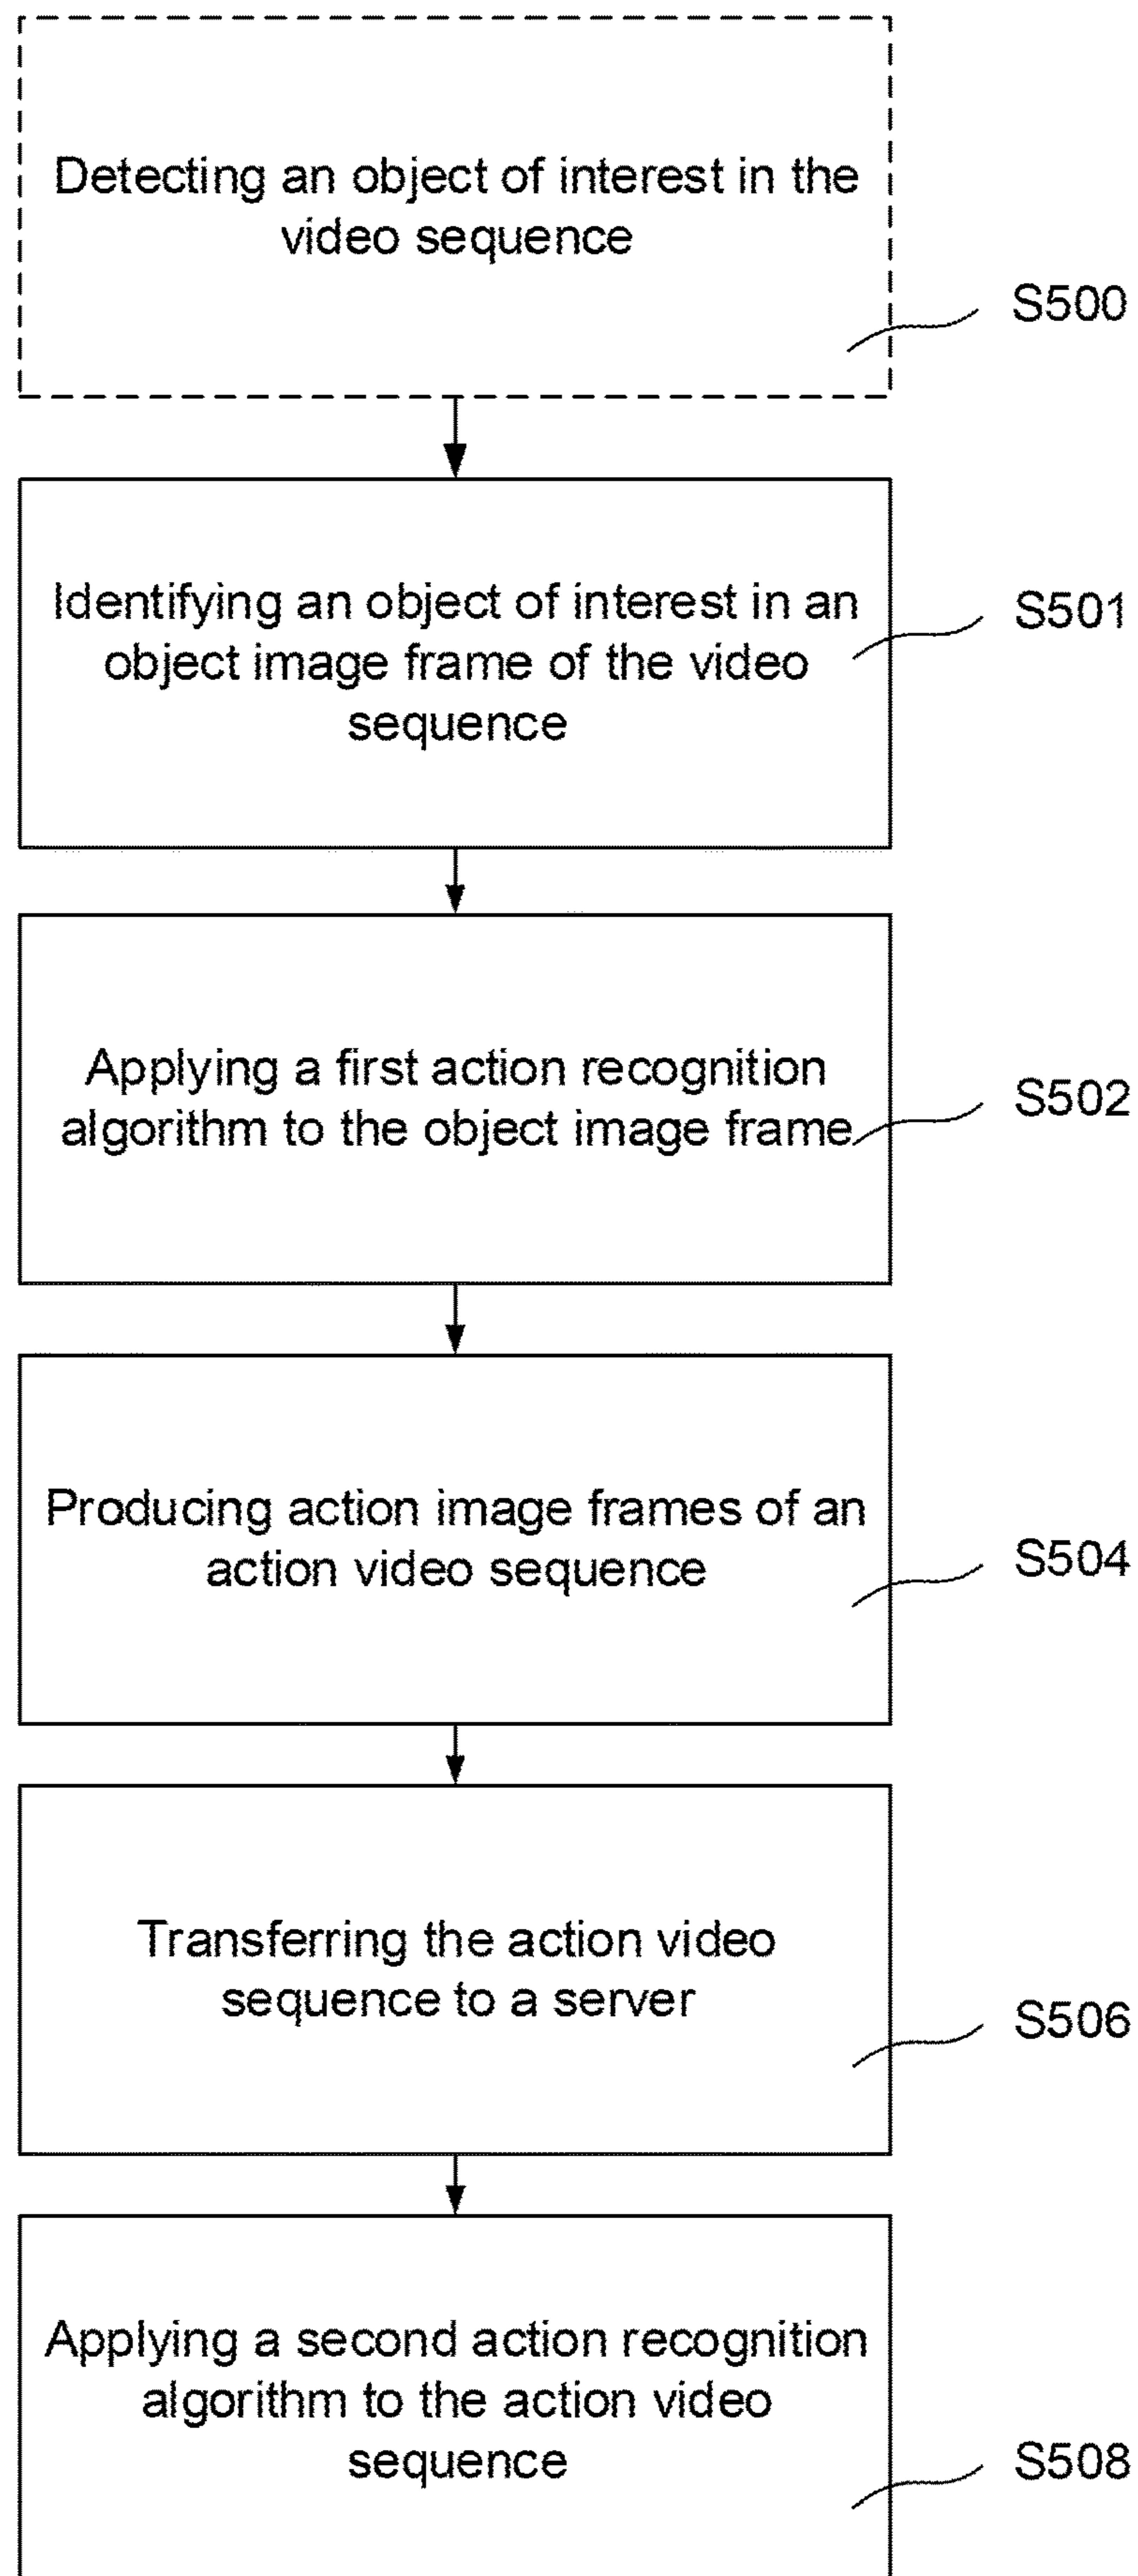 Detecting an object of interest in the
video sequence
S500
Identifying an object of interest in an
object image frame of the video
sequence
S501
Applying a first action recognition
algorithm to the object image frame
S502
Producing action image frames of an
action video sequence
S504
Transferring the action video
sequence to a server
S506
Applying a second action recognition
algorithm to the action video
sequence
S508